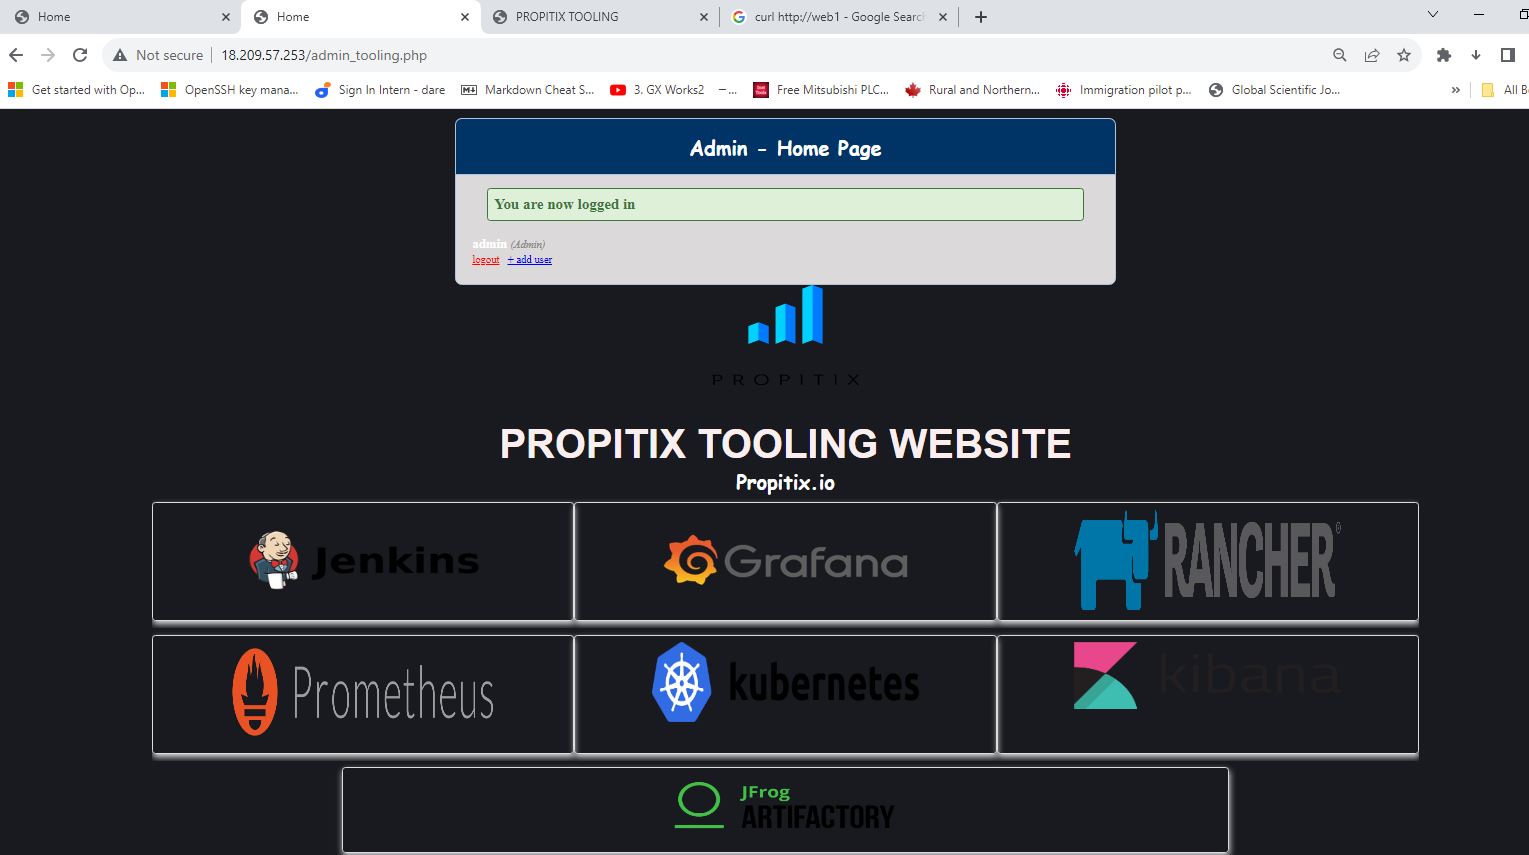 Home
Home
PROPITIX TOOLING
curl http://web1 - Google Search
Not secure
18.209.57.253/admin_tooling.php
Get started with Op...
OpenSSH key mana...
Sign In Intern - dare
Markdown Cheat S...
3. GX Works2 –...
Free Mitsubishi PLC...
Rural and Northern...
Immigration pilot p...
Global Scientific Jo...
»
All B
Admin - Home Page
You are now logged in
admin (Admin)
logout + add user
PROPITIX
PROPITIX TOOLING WEBSITE
Propitix.io
Jenkins
Grafana
RANCHER®
Prometheus
kubernetes
kibana
JFrog
ARTIFACTORY